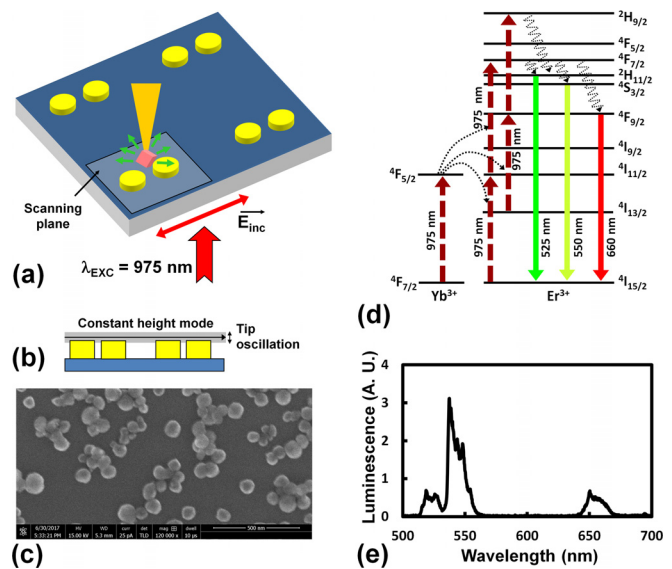 Scanning
plane
E_inc
(a)
λ_EXC = 975 nm
Constant height mode
Tip
oscillation
(b)
6/30/2017
5:33:21 PM
HV
15.00 kV
WD
5.3 mm
curr
25 pA
det
TLD
mag
120 000 x
dwell
10 µs
500 nm
(c)
²H₉/₂
⁴F₅/₂
⁴F₇/₂
²H₁₁/₂
⁴S₃/₂
⁴F₉/₂
⁴I₉/₂
⁴I₁₁/₂
⁴I₁₃/₂
⁴I₁₅/₂
⁴F₅/₂
⁴F₇/₂
975 nm
975 nm
975 nm
975 nm
525 nm
550 nm
660 nm
Yb³⁺
Er³⁺
(d)
Luminescence (A. U.)
4
3
2
1
0
500
550
600
650
700
Wavelength (nm)
(e)